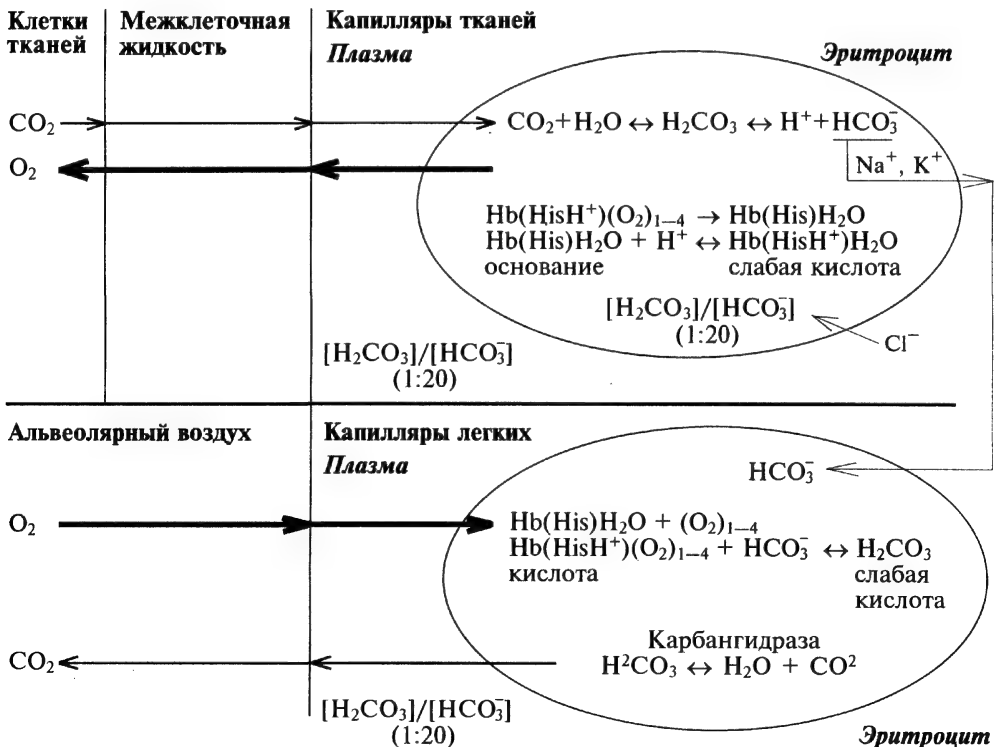 Клетки тканей
Межклеточная жидкость
Капилляры тканей
Плазма
Эритроцит
CO₂
CO₂+H₂O ↔ H₂CO₃ ↔ H⁺+HCO₃⁻
O₂
Na⁺, K⁺
Hb(HisH⁺)(O₂)₁₋₄ → Hb(His)H₂O
Hb(His)H₂O + H⁺ ↔ Hb(HisH⁺)H₂O
основание слабая кислота
[H₂CO₃]/[HCO₃⁻]
(1:20)
Cl⁻
[H₂CO₃]/[HCO₃⁻]
(1:20)
Альвеолярный воздух
Капилляры легких
Плазма
HCO₃⁻
O₂
Hb(His)H₂O + (O₂)₁₋₄
Hb(HisH⁺)(O₂)₁₋₄ + HCO₃⁻ ↔ H₂CO₃
кислота слабая
кислота
Карбангидраза
CO₂
H²CO₃ ↔ H₂O + CO²
[H₂CO₃]/[HCO₃⁻]
(1:20)
Эритроцит